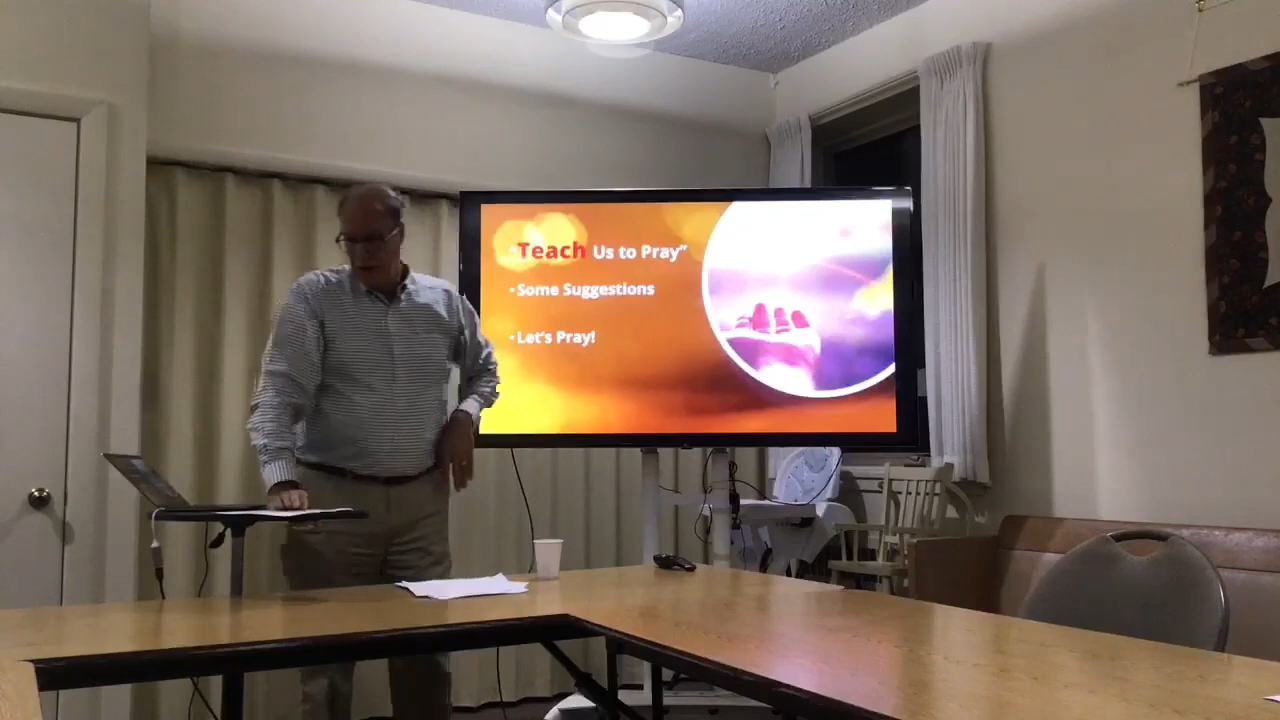 • Teach Us to Pray”
• Some Suggestions
• Let’s Pray!